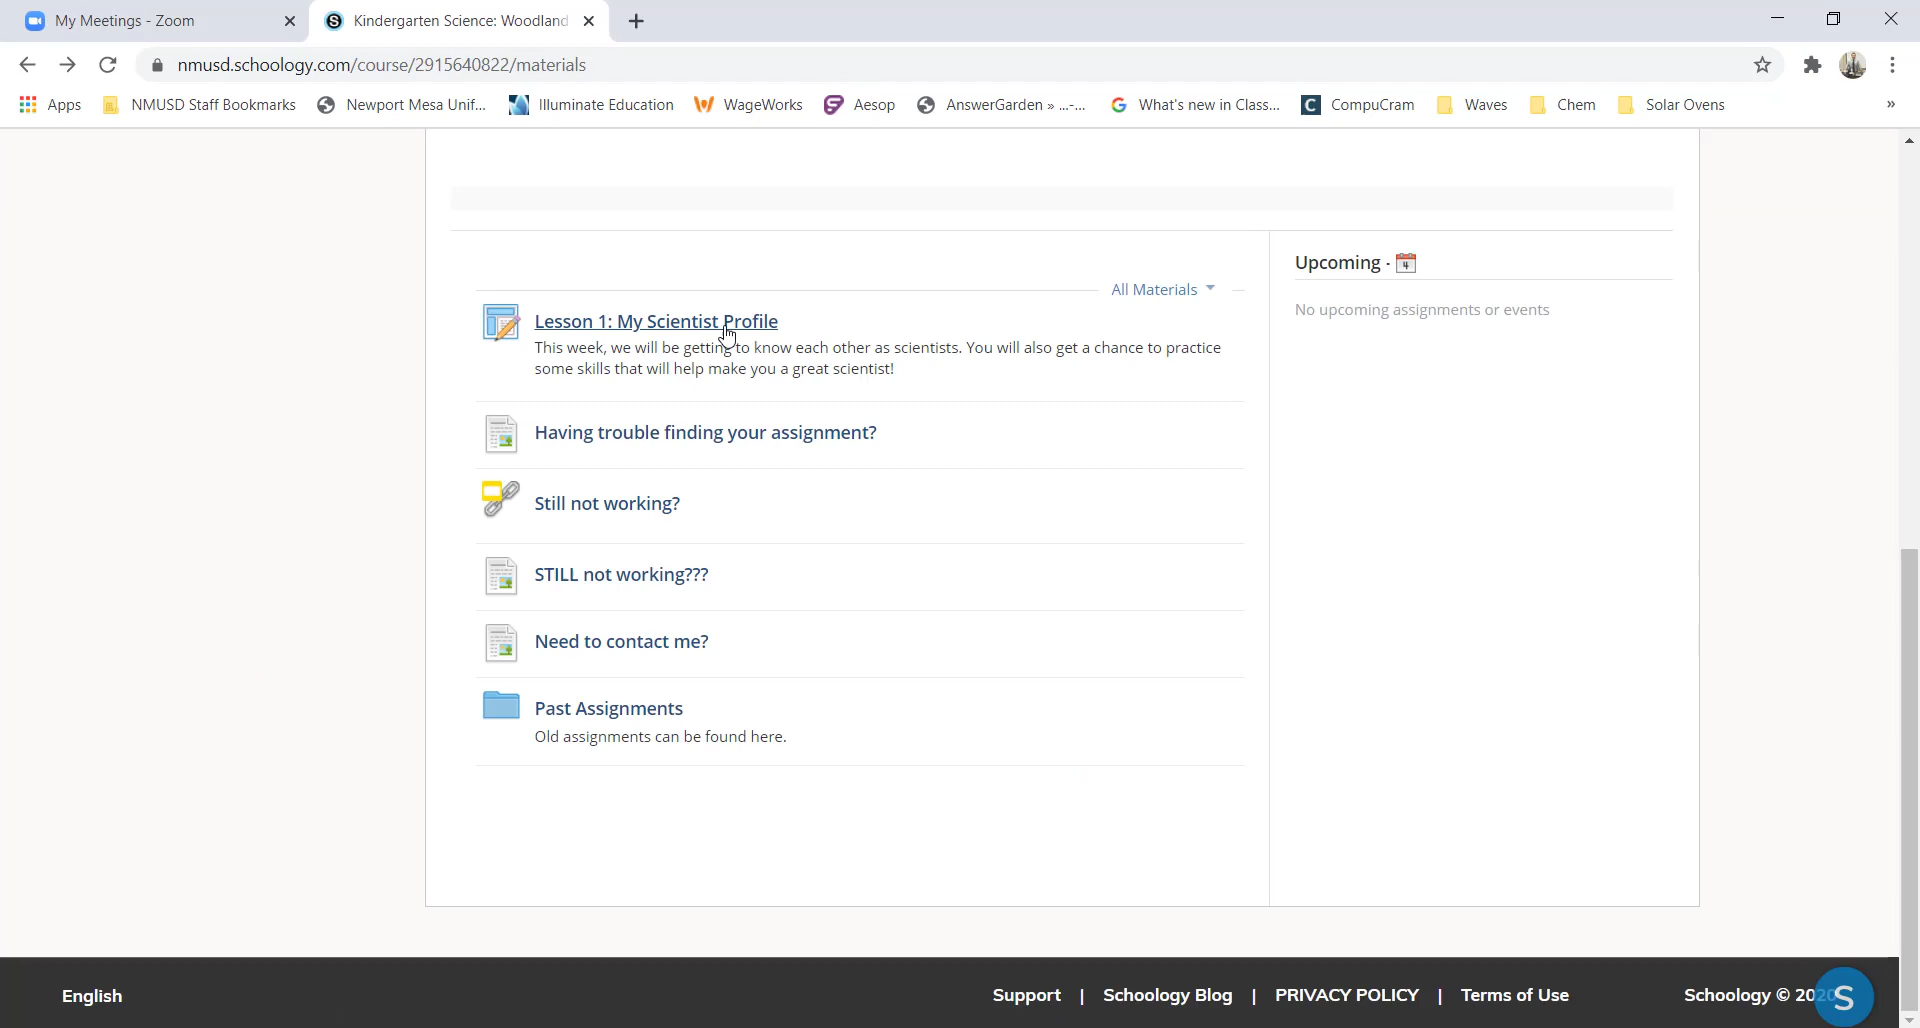 My Meetings - Zoom
Kindergarten Science: Woodland
nmusd.schoology.com/course/2915640822/materials
Apps NMUSD Staff Bookmarks Newport Mesa Unif... Illuminate Education WageWorks Aesop AnswerGarden » ...-... What's new in Class... CompuCram Waves Chem Solar Ovens »
Upcoming · 4
All Materials
No upcoming assignments or events
Lesson 1: My Scientist Profile
This week, we will be getting to know each other as scientists. You will also get a chance to practice
some skills that will help make you a great scientist!
Having trouble finding your assignment?
Still not working?
STILL not working???
Need to contact me?
Past Assignments
Old assignments can be found here.
English Support | Schoology Blog | PRIVACY POLICY | Terms of Use Schoology ©
S